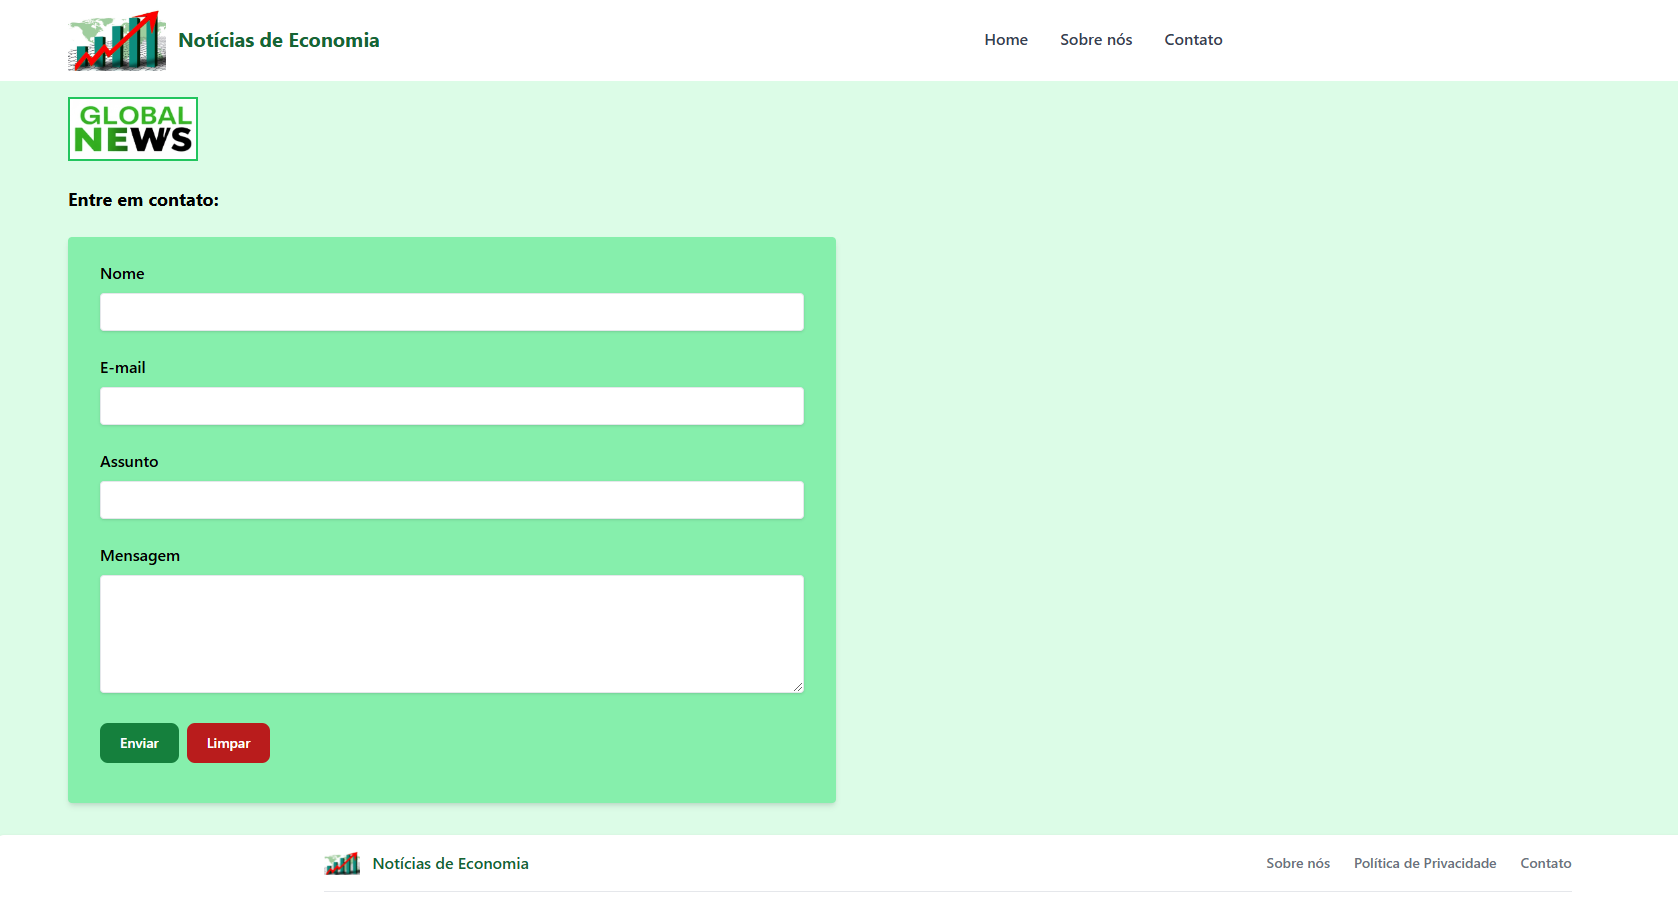 Notícias de Economia
Home Sobre nós Contato
GLOBAL
NEWS
Entre em contato:
Nome
E-mail
Assunto
Mensagem
Enviar Limpar
Notícias de Economia
Sobre nós Política de Privacidade Contato